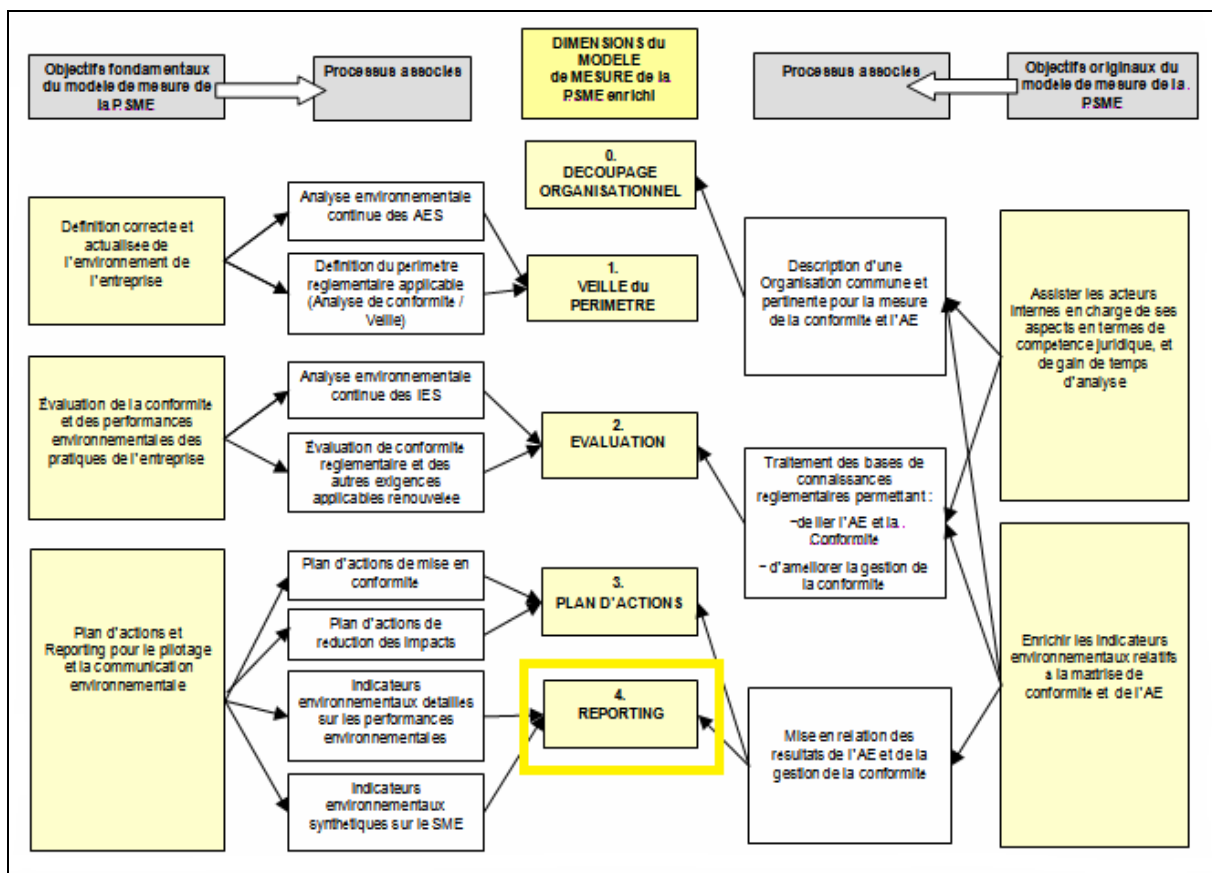 Objectifs fondamentaux
du modele de mesure de
la PSME
Processus associes
DIMENSIONS du
MODELE
de MESURE de la
PSME enrichi
Processus associes
Objectifs originaux du
modele de mesure de la.
PSME
0.
DECOUPAGE
ORGANISATIONNEL
Analyse environnementale
continue des AES
Definition correcte et
actualisee de
l'environnement de
l'entreprise
Definition du perimetre
reglementaire applicable
(Analyse de conformite /
Veille)
1.
VEILLE du
PERIMETRE
Description d'une
Organisation commune et
pertinente pour la mesure
de la conformite et l'AE
Assister les acteurs
internes en charge de ses
aspects en termes de
competence juridique, et
de gain de temps
d'analyse
Analyse environnementale
continue des IES
Évaluation de la conformite
et des performances
environnementales des
pratiques de l'entreprise
Évaluation de conformite
reglementaire et des
autres exigences
applicables renouvelee
2.
EVALUATION
Traitement des bases de
connaissances
reglementaires permettant :
-de lier l'AE et la.
Conformite
- d'ameliorer la gestion de
la conformite
Plan d'actions de mise en
conformite
Plan d'actions de
reduction des impacts
3.
PLAN D'ACTIONS
Plan d'actions et
Reporting pour le pilotage
et la communication
environnementale
Indicateurs
environnementaux detailles
sur les performances
environnementales
4.
REPORTING
Enrichir les indicateurs
environnementaux relatifs
a la maitrise de
conformite et de l'AE
Mise en relation des
resultats de l'AE et de la
gestion de la conformite
Indicateurs
environnementaux
synthetiques sur le SME